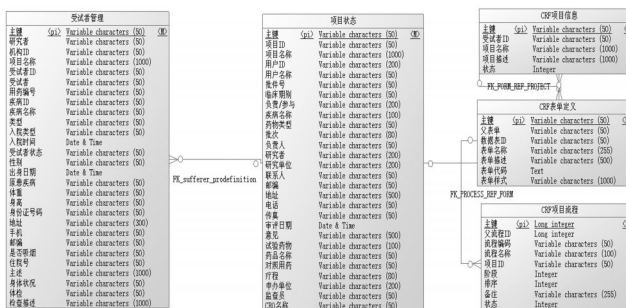 受试者管理
主键 <pi> Variable characters (50) <M>
研究者 Variable characters (50)
机构ID Variable characters (50)
项目名称 Variable characters (1000)
受试者ID Variable characters (50)
受试者 Variable characters (50)
用药编号 Variable characters (50)
疾病ID Variable characters (50)
疾病名称 Variable characters (50)
类型 Variable characters (50)
入院类型 Variable characters (50)
入院时间 Date & Time
受试者状态 Variable characters (50)
性别 Variable characters (50)
出身日期 Date & Time
原患疾病 Variable characters (50)
体重 Variable characters (50)
身高 Variable characters (50)
身份证号码 Variable characters (50)
地址 Variable characters (300)
手机 Variable characters (50)
邮编 Variable characters (50)
是否吸烟 Variable characters (50)
住院号 Variable characters (50)
主述 Variable characters (1000)
身体状况 Variable characters (50)
体检 Variable characters (50)
检查描述 Variable characters (1000)
FK_sufferer_prodefinition
项目状态
主键 <pi> Variable characters (50) <M>
项目ID Variable characters (50)
项目名称 Variable characters (1000)
用户ID Variable characters (200)
用户名称 Variable characters (50)
批件号 Variable characters (50)
临床期别 Variable characters (50)
负责/参与 Variable characters (200)
疾病名称 Variable characters (100)
药物类型 Variable characters (50)
批次 Variable characters (20)
负责人 Variable characters (50)
研究者 Variable characters (200)
研究单位 Variable characters (200)
联系人 Variable characters (50)
邮编 Variable characters (50)
地址 Variable characters (500)
电话 Variable characters (50)
传真 Variable characters (50)
审评日期 Date & Time
意见 Variable characters (500)
试验药物 Variable characters (100)
药品名称 Variable characters (50)
对照用药 Variable characters (50)
疗程 Variable characters (20)
申办单位 Variable characters (200)
监查员 Variable characters (50)
CRO名称 Variable characters (50)
CRF项目信息
主键 <pi> Variable characters (50)
受试者ID Variable characters (50)
项目名称 Variable characters (1000)
项目描述 Variable characters (1000)
状态 Integer
FK_FORM_REF_PROJECT
CRF表单定义
主键 <pi> Variable characters (50)
父表单 Variable characters (50)
数据表ID Variable characters (50)
表单名称 Variable characters (255)
表单描述 Variable characters (500)
表单代码 Text
表单样式 Variable characters (1000)
FK_PROCESS_REF_FORM
CRF项目流程
主键 <pi> Long integer
父流程ID Long integer
流程编码 Variable characters (50)
流程名称 Variable characters (100)
项目ID Variable characters (50)
阶段 Integer
排序 Integer
备注 Variable characters (255)
状态 Integer